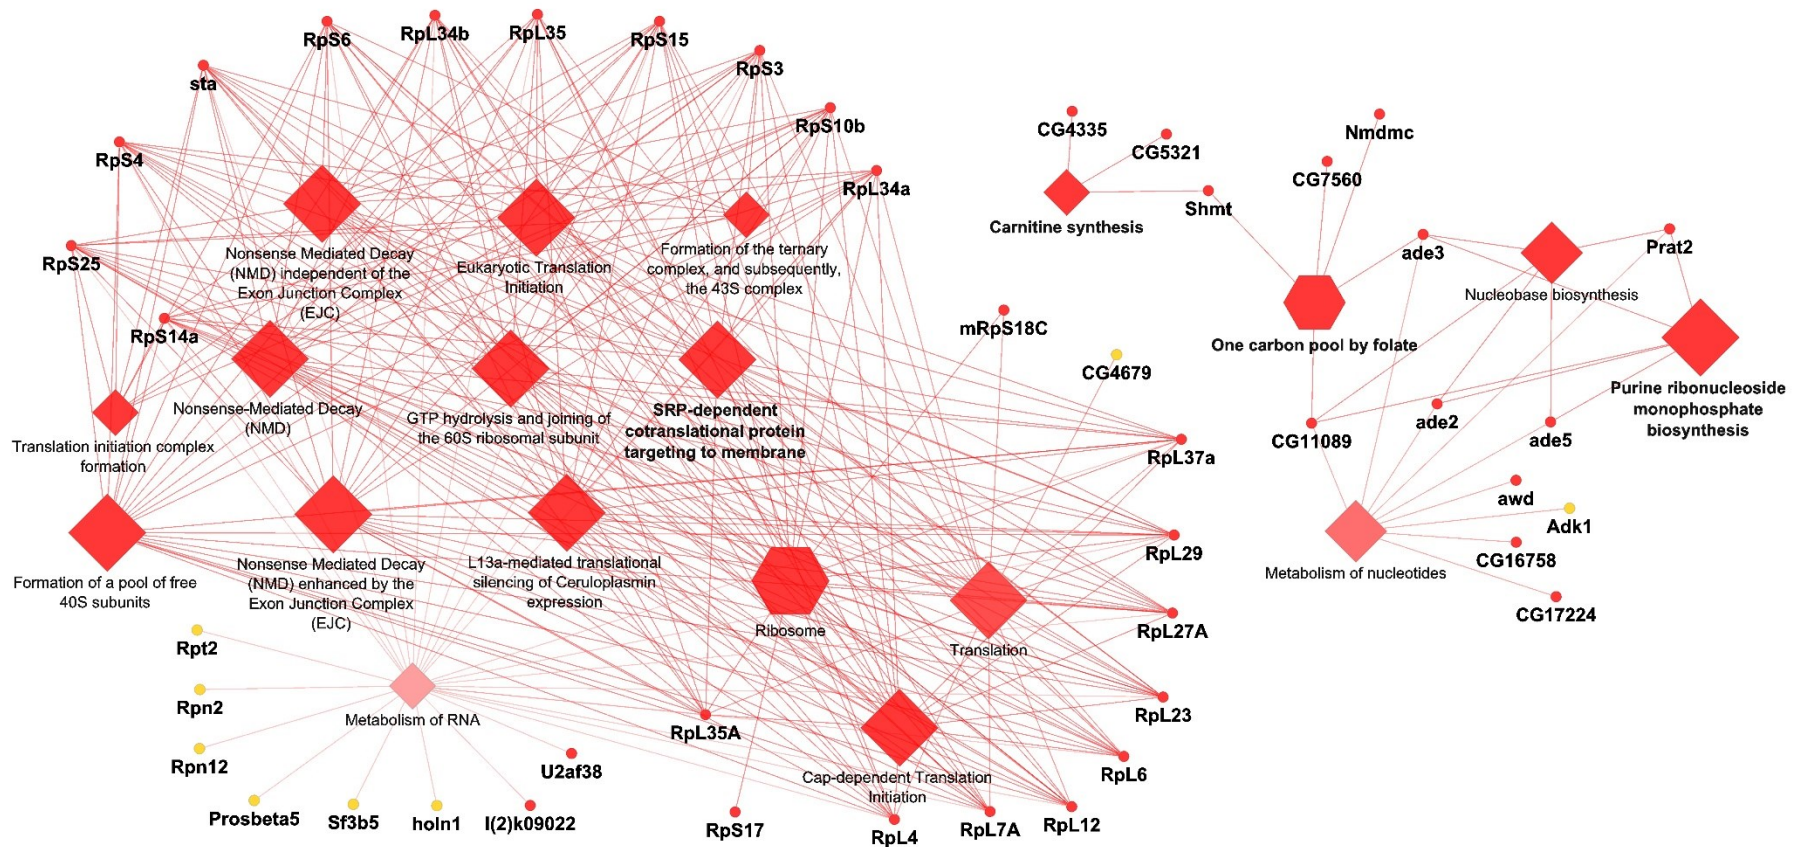 RpS6
RpL34b
RpL35
RpS15
RpS3
sta
RpS10b
RpS4
RpL34a
RpS25
RpS14a
Nonsense Mediated Decay
(NMD) independent of the
Exon Junction Complex
(EJC)
Eukaryotic Translation
Initiation
Formation of the ternary
complex, and subsequently,
the 43S complex
Nonsense-Mediated Decay
(NMD)
GTP hydrolysis and joining of
the 60S ribosomal subunit
SRP-dependent
cotranslational protein
targeting to membrane
Translation initiation complex
formation
Formation of a pool of free
40S subunits
Nonsense Mediated Decay
(NMD) enhanced by the
Exon Junction Complex
(EJC)
L13a-mediated translational
silencing of Ceruloplasmin
expression
Ribosome
Translation
Metabolism of RNA
Cap-dependent Translation
Initiation
Rpt2
Rpn2
Rpn12
Prosbeta5
Sf3b5
holn1
l(2)k09022
U2af38
RpL35A
RpS17
RpL4
RpL7A
RpL12
RpL6
RpL23
RpL27A
RpL29
RpL37a
mRpS18C
CG4679
CG4335
CG5321
Shmt
Carnitine synthesis
Nmdmc
CG7560
ade3
Prat2
Nucleobase biosynthesis
One carbon pool by folate
Purine ribonucleoside
monophosphate
biosynthesis
CG11089
ade2
ade5
awd
Adk1
CG16758
CG17224
Metabolism of nucleotides